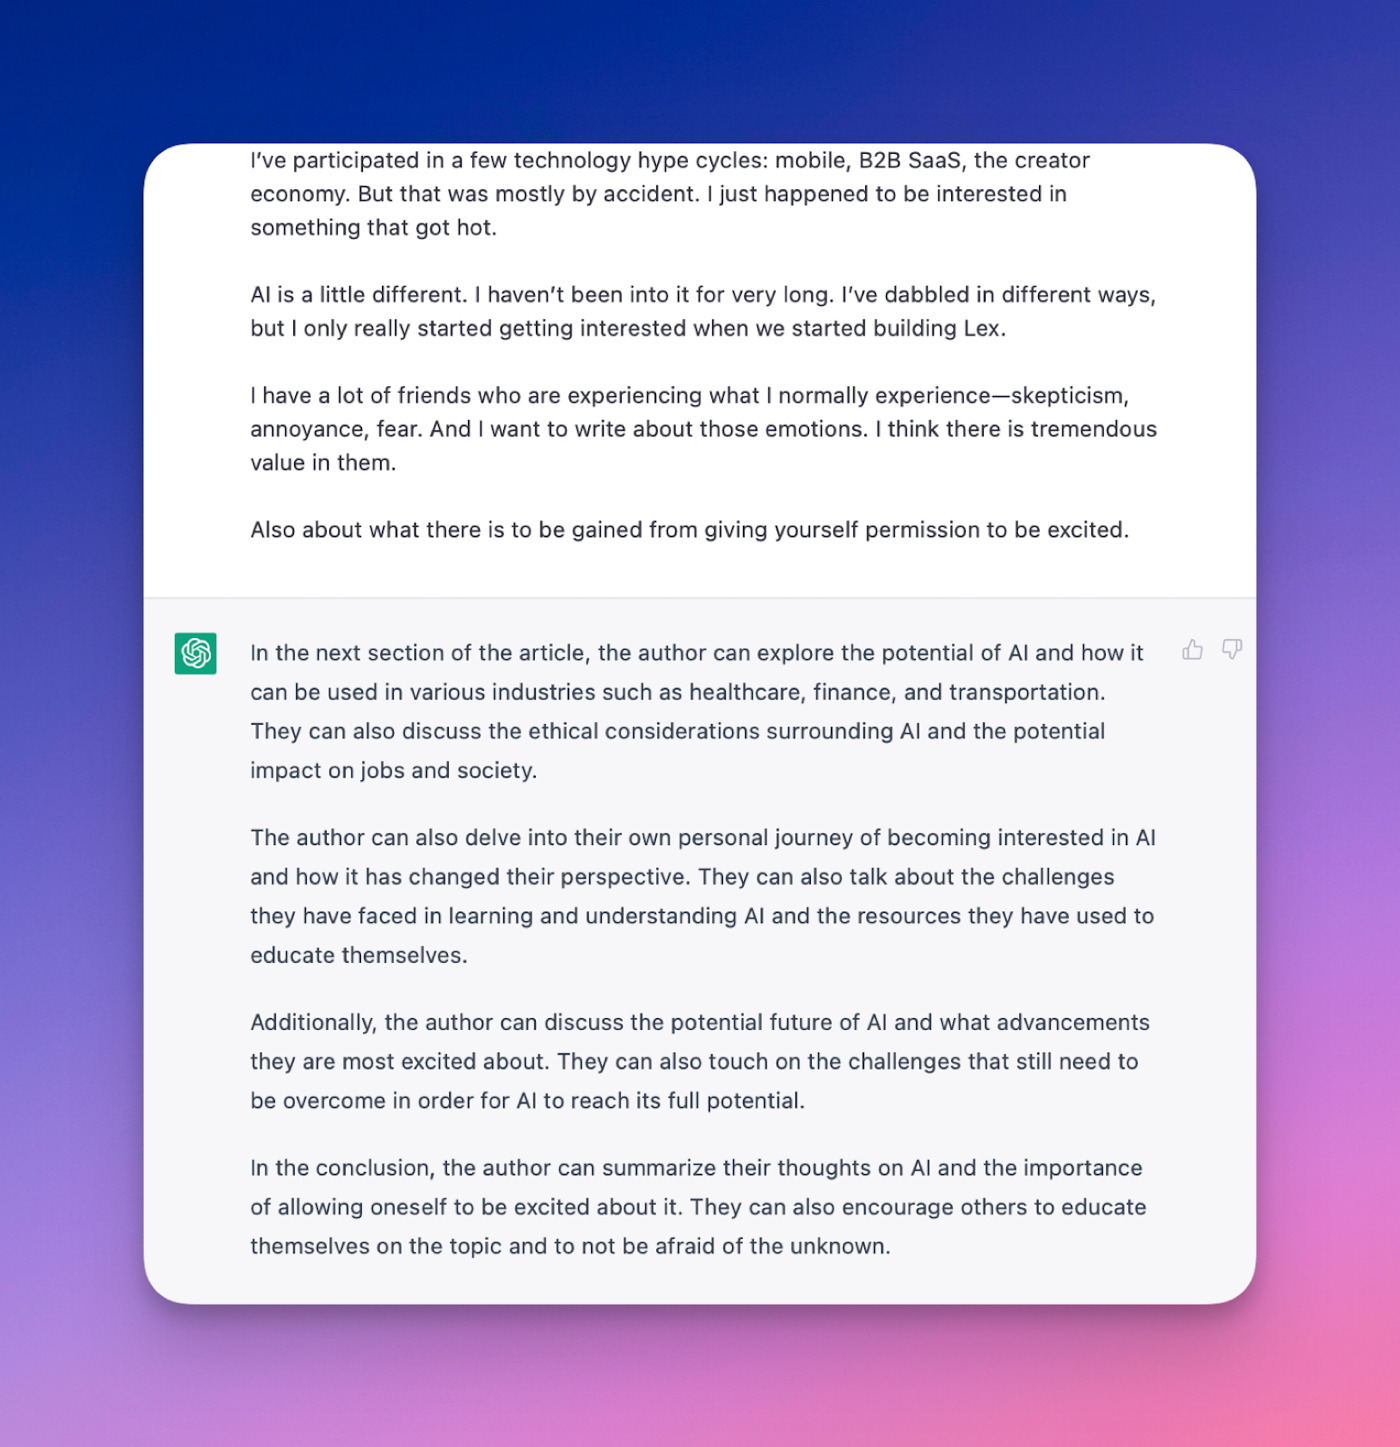 I’ve participated in a few technology hype cycles: mobile, B2B SaaS, the creator
economy. But that was mostly by accident. I just happened to be interested in
something that got hot.
AI is a little different. I haven’t been into it for very long. I’ve dabbled in different ways,
but I only really started getting interested when we started building Lex.
I have a lot of friends who are experiencing what I normally experience—skepticism,
annoyance, fear. And I want to write about those emotions. I think there is tremendous
value in them.
Also about what there is to be gained from giving yourself permission to be excited.
In the next section of the article, the author can explore the potential of AI and how it
can be used in various industries such as healthcare, finance, and transportation.
They can also discuss the ethical considerations surrounding AI and the potential
impact on jobs and society.
The author can also delve into their own personal journey of becoming interested in AI
and how it has changed their perspective. They can also talk about the challenges
they have faced in learning and understanding AI and the resources they have used to
educate themselves.
Additionally, the author can discuss the potential future of AI and what advancements
they are most excited about. They can also touch on the challenges that still need to
be overcome in order for AI to reach its full potential.
In the conclusion, the author can summarize their thoughts on AI and the importance
of allowing oneself to be excited about it. They can also encourage others to educate
themselves on the topic and to not be afraid of the unknown.